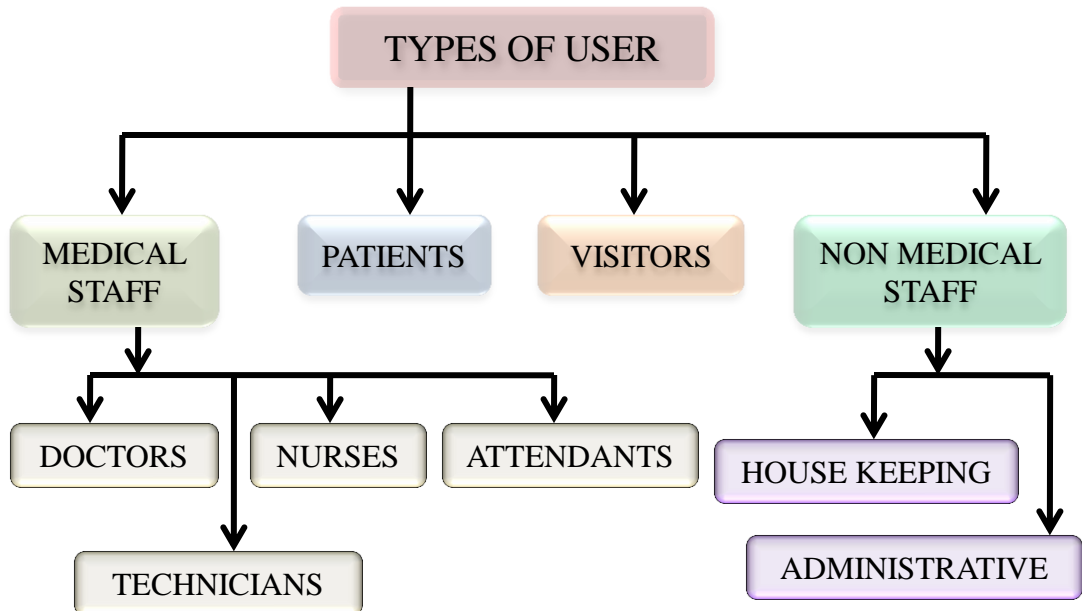 TYPES OF USER
MEDICAL
STAFF
PATIENTS
VISITORS
NON MEDICAL
STAFF
DOCTORS
NURSES
ATTENDANTS
HOUSE KEEPING
TECHNICIANS
ADMINISTRATIVE